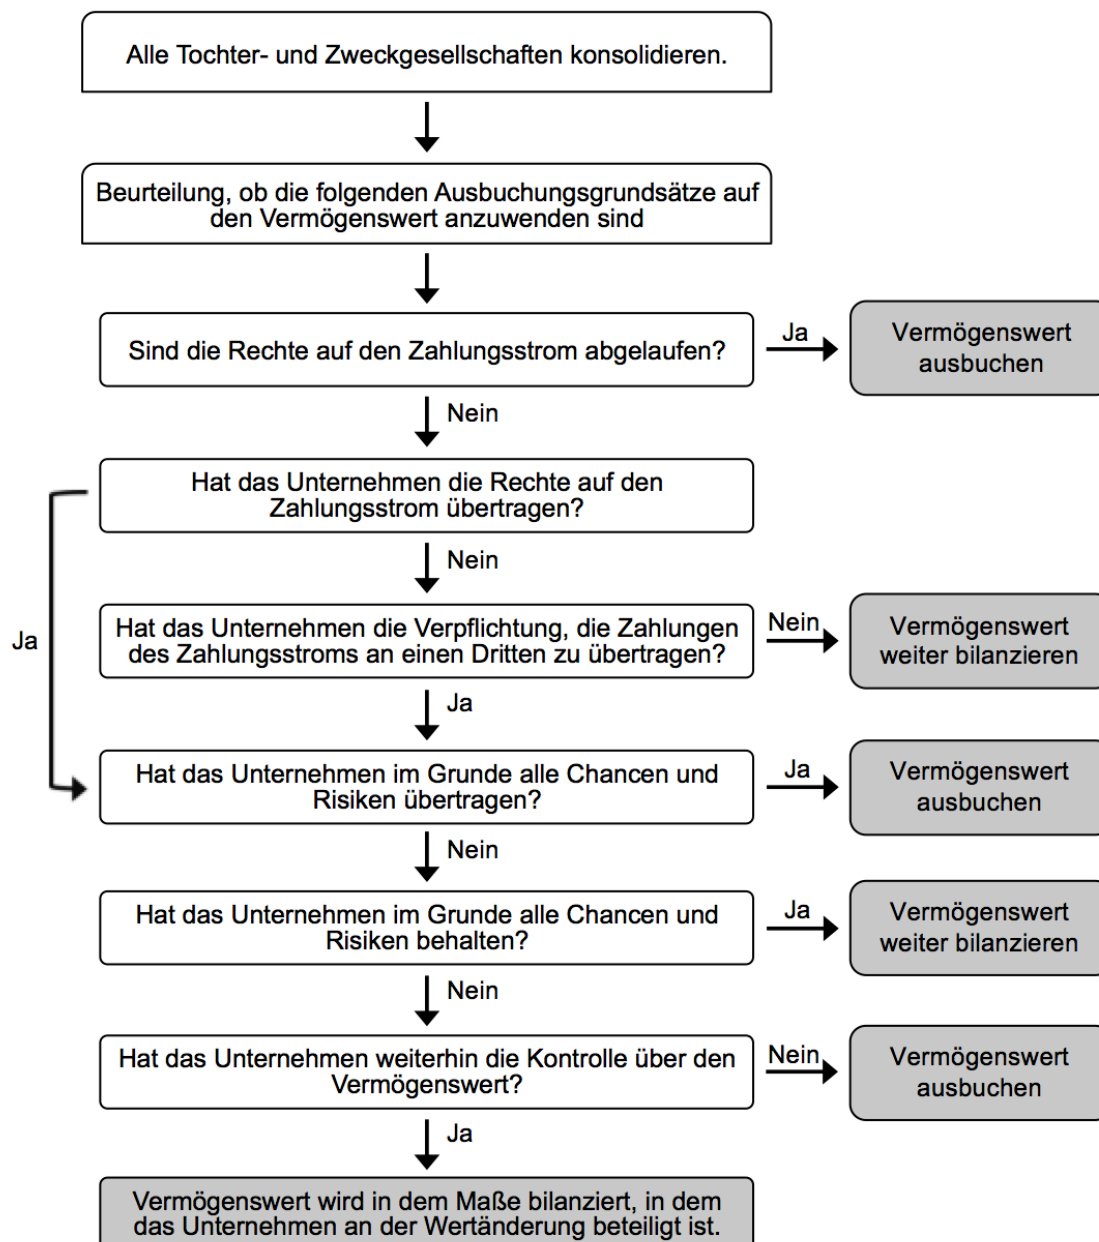 Alle Tochter- und Zweckgesellschaften konsolidieren.
Beurteilung, ob die folgenden Ausbuchungsgrundsätze auf
den Vermögenswert anzuwenden sind
Sind die Rechte auf den Zahlungsstrom abgelaufen?
Ja
Vermögenswert
ausbuchen
Nein
Hat das Unternehmen die Rechte auf den
Zahlungsstrom übertragen?
Ja
Nein
Hat das Unternehmen die Verpflichtung, die Zahlungen
des Zahlungsstroms an einen Dritten zu übertragen?
Nein
Vermögenswert
weiter bilanzieren
Ja
Hat das Unternehmen im Grunde alle Chancen und
Risiken übertragen?
Ja
Vermögenswert
ausbuchen
Nein
Hat das Unternehmen im Grunde alle Chancen und
Risiken behalten?
Ja
Vermögenswert
weiter bilanzieren
Nein
Hat das Unternehmen weiterhin die Kontrolle über den
Vermögenswert?
Nein
Vermögenswert
ausbuchen
Ja
Vermögenswert wird in dem Maße bilanziert, in dem
das Unternehmen an der Wertänderung beteiligt ist.